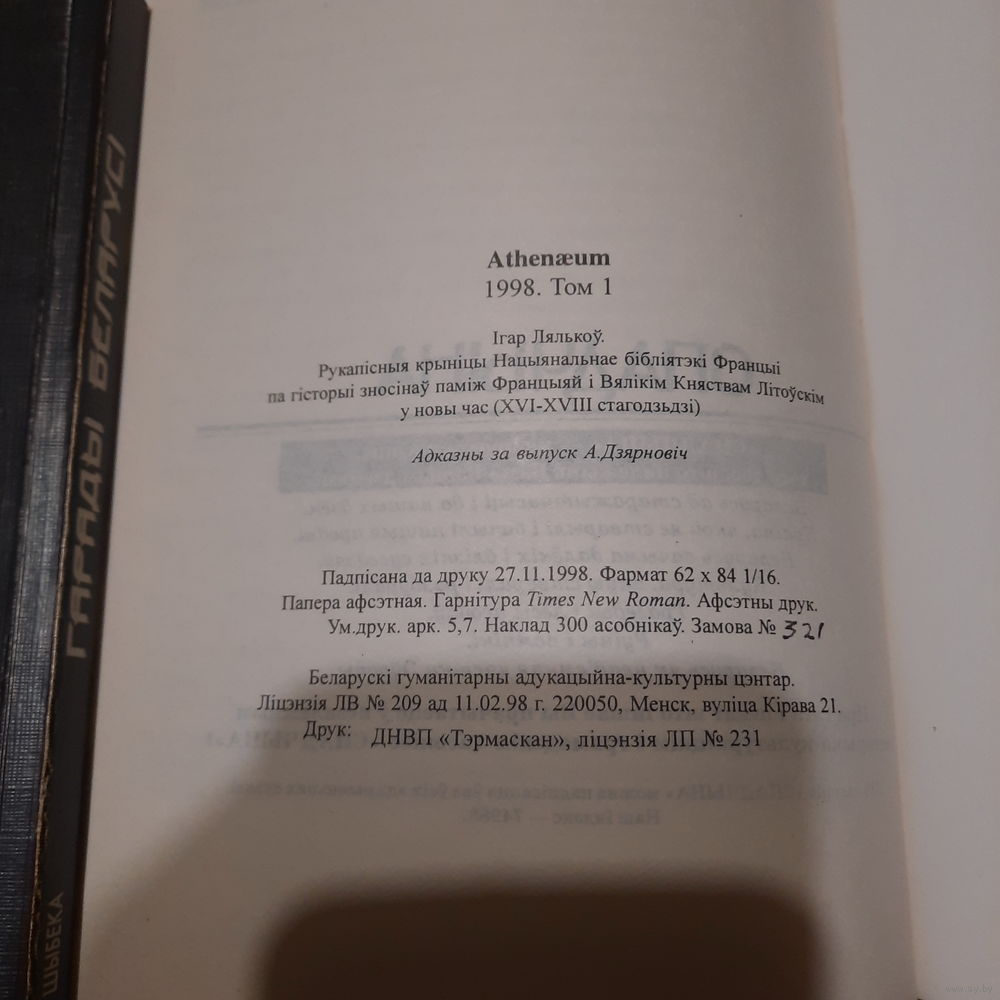 ГАРАДЫ БЕЛАРУСІ
ШЫБЕКА
Athenæum
1998. Том 1
Ігар Лялькоў.
Рукапісныя крыніцы Нацыянальнае бібліятэкі Францыі
па гісторыі зносінаў паміж Францыяй і Вялікім Княствам Літоўскім
у новы час (XVI-XVIII стагодзьдзі)
Адказны за выпуск А.Дзярновіч
Падпісана да друку 27.11.1998. Фармат 62 х 84 1/16.
Папера афсэтная. Гарнітура Times New Roman. Афсэтны друк.
Ум.друк. арк. 5,7. Наклад 300 асобнікаў. Замова № 321
Беларускі гуманітарны адукацыйна-культурны цэнтар.
Ліцэнзія ЛВ № 209 ад 11.02.98 г. 220050, Менск, вуліца Кірава 21.
Друк: ДНВП «Тэрмаскан», ліцэнзія ЛП № 231